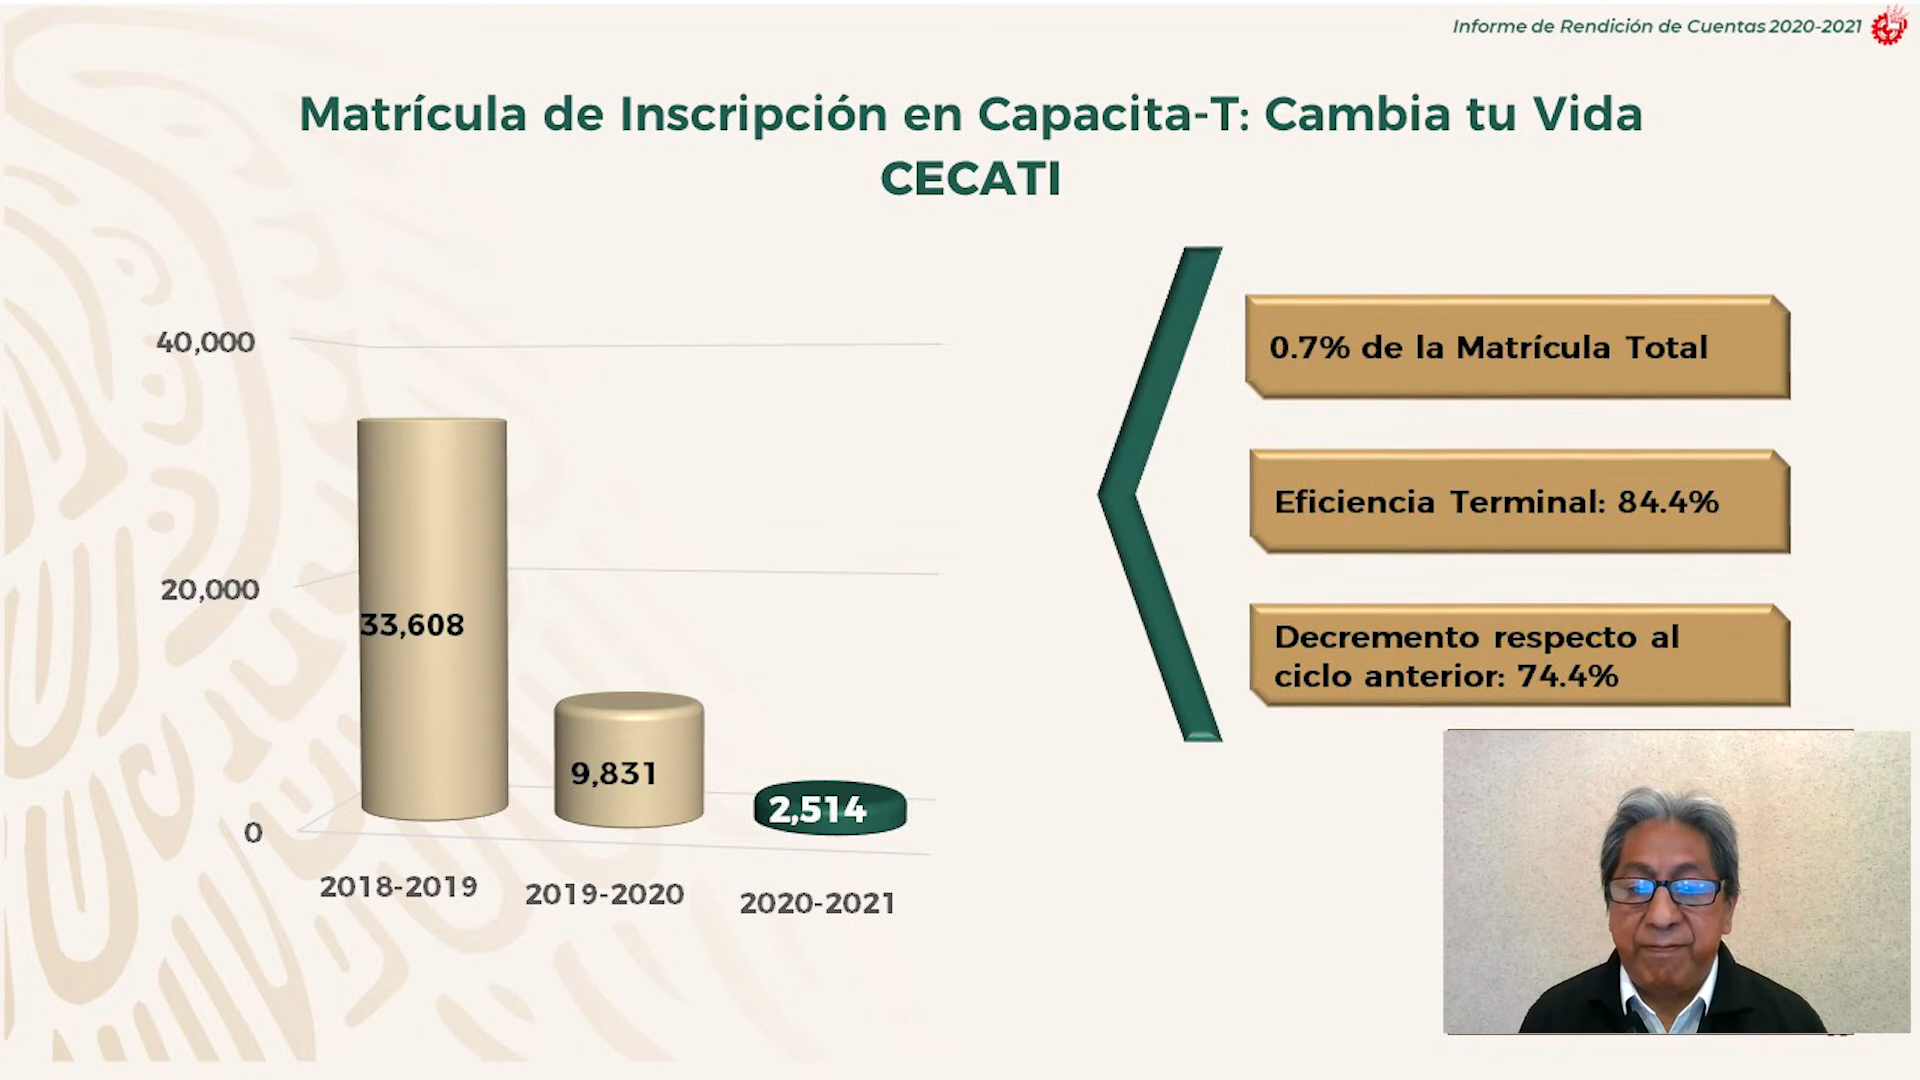 Informe de Rendición de Cuentas 2020-2021
Matrícula de Inscripción en Capacita-T: Cambia tu Vida
CECATI
40,000
20,000
0
33,608
9,831
2,514
2018-2019
2019-2020
2020-2021
0.7% de la Matrícula Total
Eficiencia Terminal: 84.4%
Decremento respecto al
ciclo anterior: 74.4%